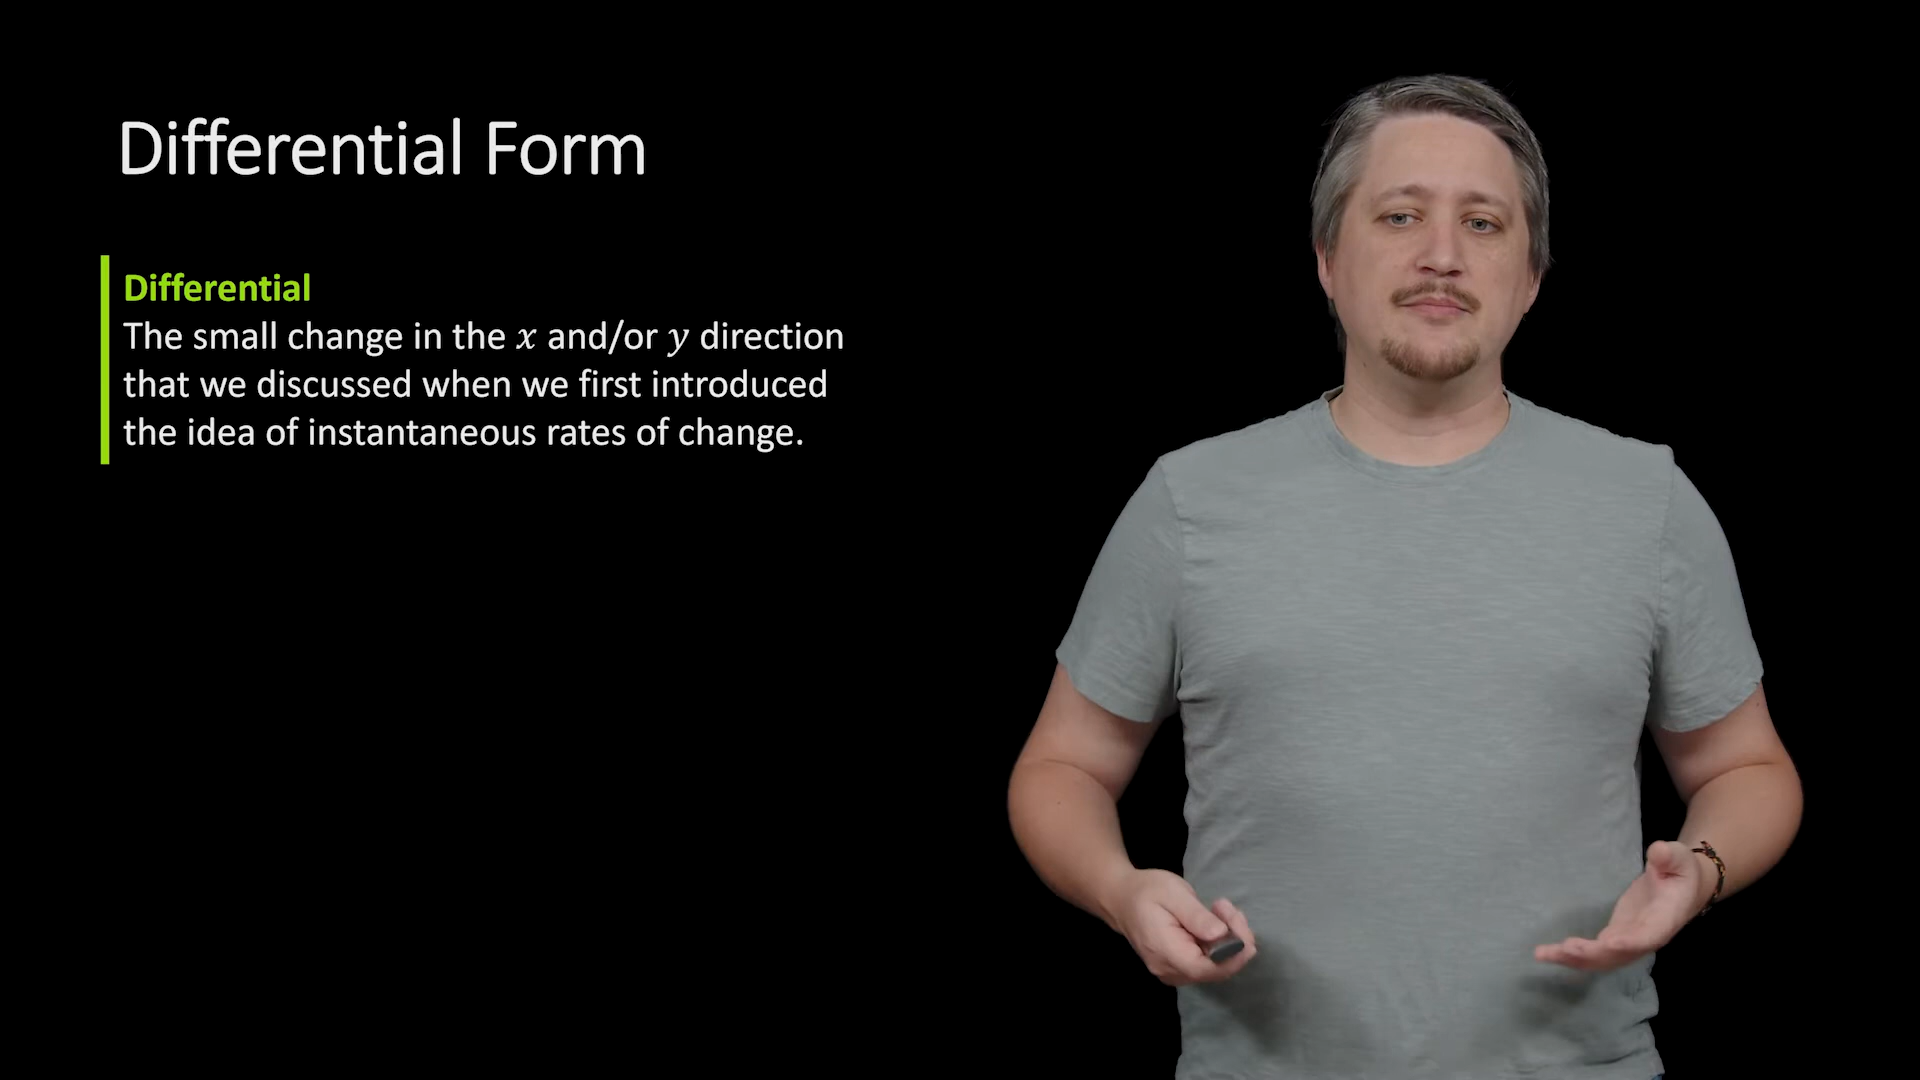 Differential Form
Differential
The small change in the x and/or y direction
that we discussed when we first introduced
the idea of instantaneous rates of change.